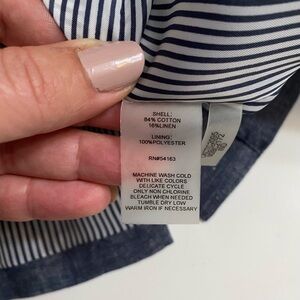 SHELL:
84% COTTON
16%LINEN
LINING:
100%POLYESTER
RN#54163
MACHINE WASH COLD
WITH LIKE COLORS
DELICATE CYCLE
ONLY NON CHLORINE
BLEACH WHEN NEEDED
TUMBLE DRY LOW
WARM IRON IF NECESSARY